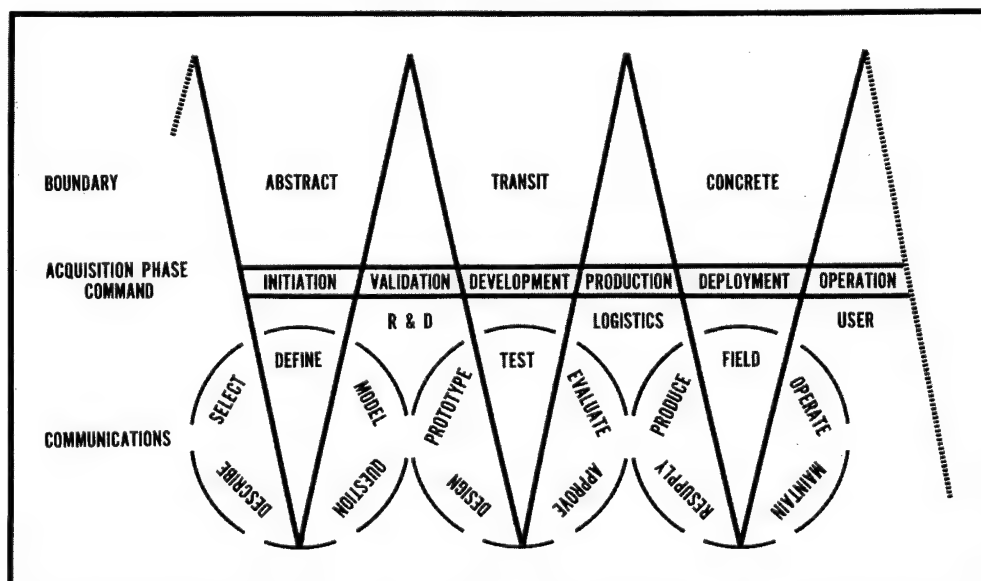 BOUNDARY
ABSTRACT
TRANSIT
CONCRETE
ACQUISITION PHASE
COMMAND
INITIATION
VALIDATION
DEVELOPMENT
PRODUCTION
DEPLOYMENT
OPERATION
R & D
LOGISTICS
USER
DEFINE
TEST
FIELD
SELECT
MODEL
PROTOTYPE
EVALUATE
PRODUCE
OPERATE
COMMUNICATIONS
DESCRIBE
QUESTION
DESIGN
APPROVE
RESUPPLY
MAINTAIN